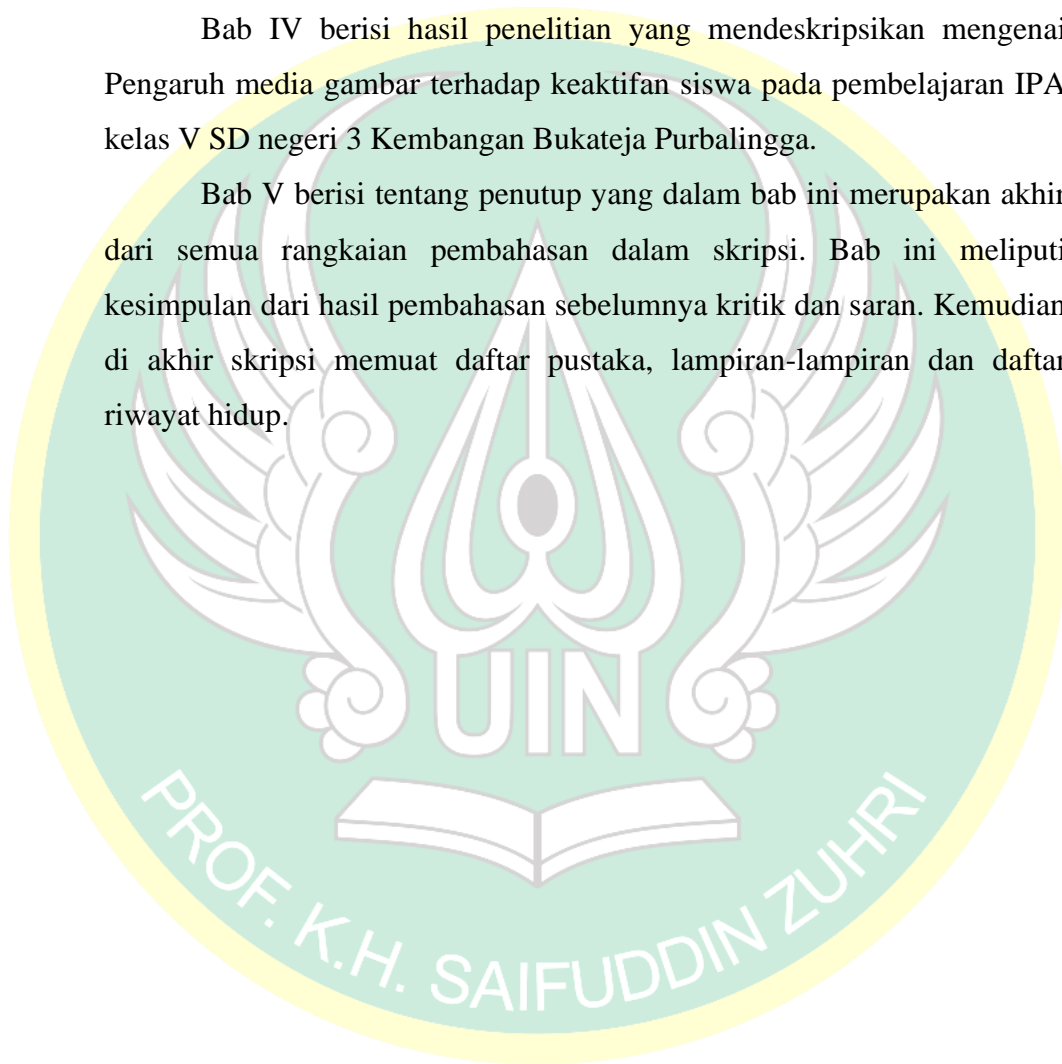 Bab IV berisi hasil penelitian yang mendeskripsikan mengenai
Pengaruh media gambar terhadap keaktifan siswa pada pembelajaran IPA
kelas V SD negeri 3 Kembangan Bukateja Purbalingga.
Bab V berisi tentang penutup yang dalam bab ini merupakan akhir
dari semua rangkaian pembahasan dalam skripsi. Bab ini meliputi
kesimpulan dari hasil pembahasan sebelumnya kritik dan saran. Kemudian
di akhir skripsi memuat daftar pustaka, lampiran-lampiran dan daftar
riwayat hidup.
UIN
PROF. K.H. SAIFUDDIN ZUHRI